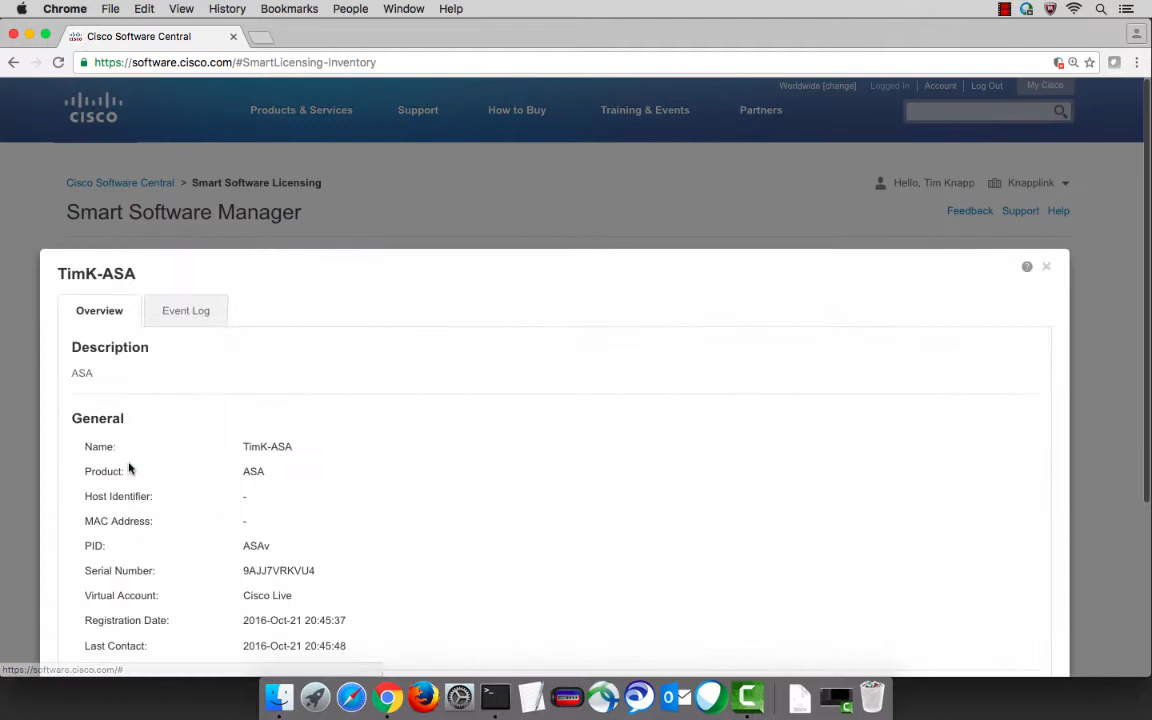 Chrome File Edit View History Bookmarks People Window Help
Cisco Software Central
https://software.cisco.com/#SmartLicensing-Inventory
Worldwide [change] Logged In Account Log Out My Cisco
CISCO
Products & Services Support How to Buy Training & Events Partners
Cisco Software Central > Smart Software Licensing
Hello, Tim Knapp Knapplink
Smart Software Manager
Feedback Support Help
TimK-ASA
Overview Event Log
Description
ASA
General
Name: TimK-ASA
Product: ASA
Host Identifier: -
MAC Address: -
PID: ASAv
Serial Number: 9AJJ7VRKVU4
Virtual Account: Cisco Live
Registration Date: 2016-Oct-21 20:45:37
Last Contact: 2016-Oct-21 20:45:48
https://software.cisco.com/#